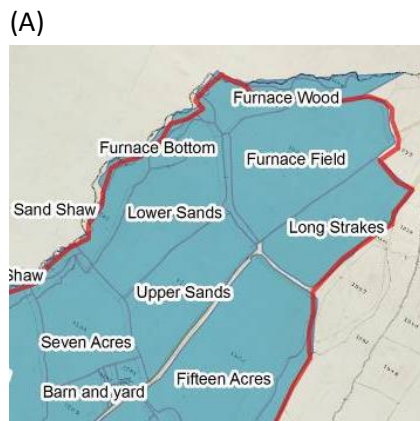 (A)
Furnace Wood
Furnace Bottom
Furnace Field
Sand Shaw
Lower Sands
Long Strakes
Shaw
Upper Sands
Seven Acres
Fifteen Acres
Barn and yard